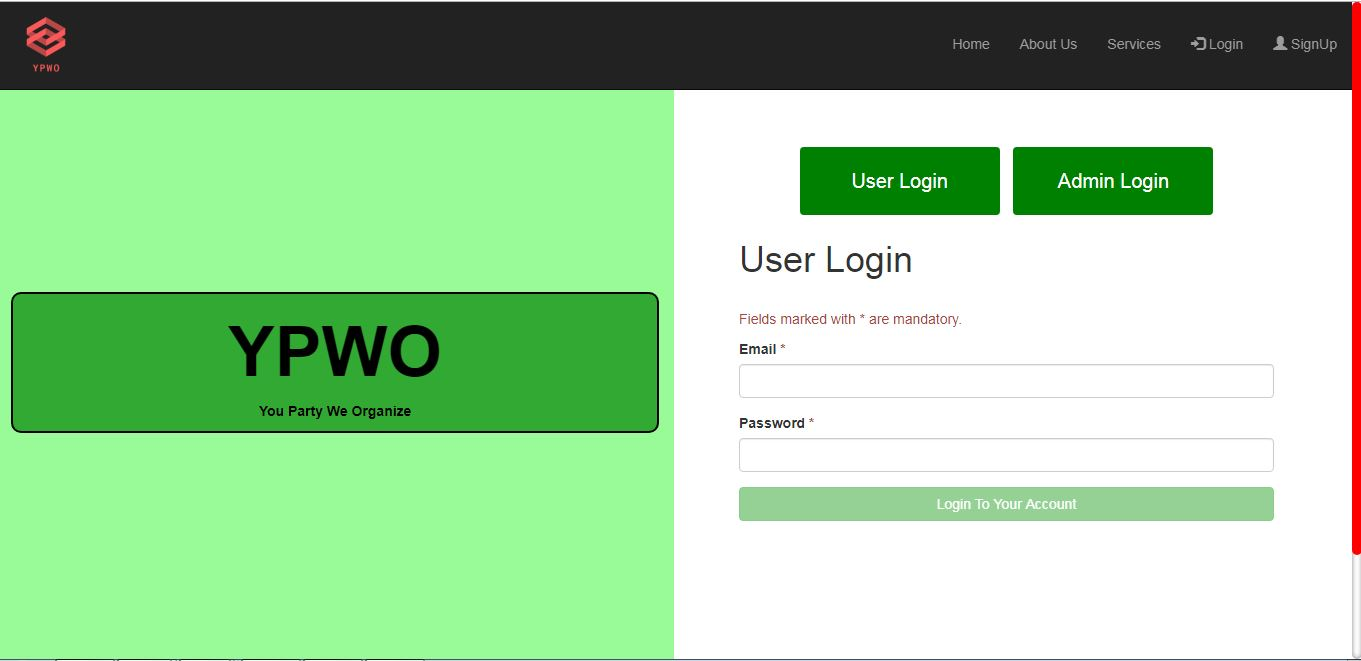 YPWO
Home About Us Services Login SignUp
YPWO
You Party We Organize
User Login Admin Login
User Login
Fields marked with * are mandatory.
Email *
Password *
Login To Your Account